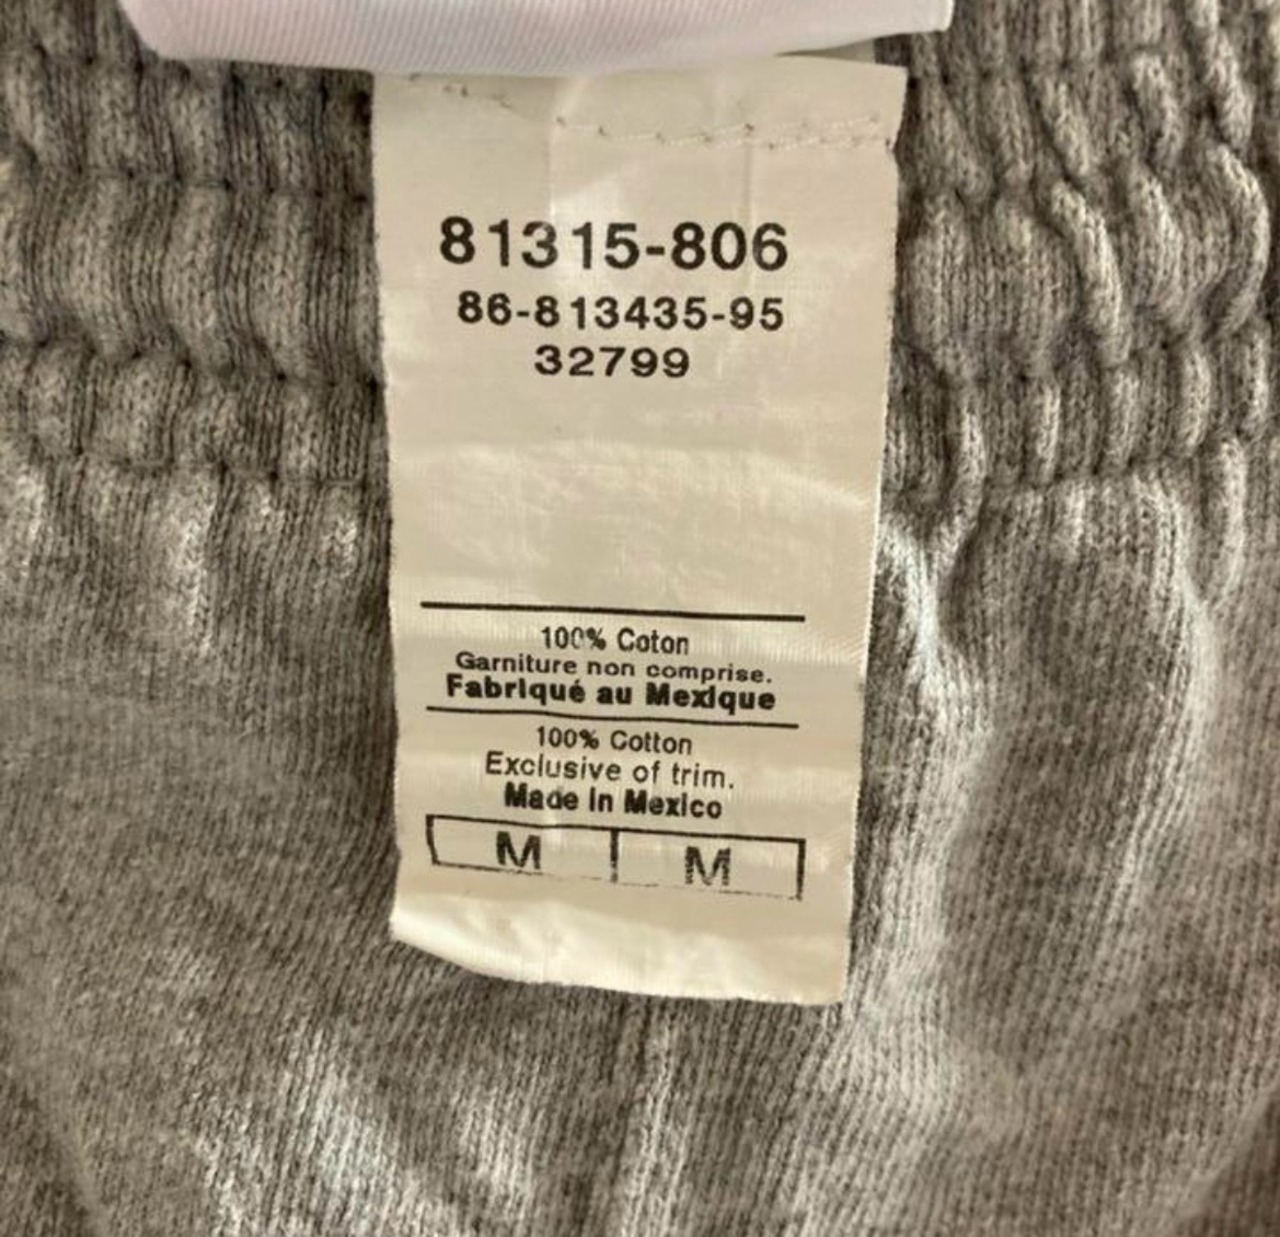 81315-806
86-813435-95
32799
100% Coton
Garniture non comprise.
Fabriqué au Mexique
100% Cotton
Exclusive of trim.
Made in Mexico
M M